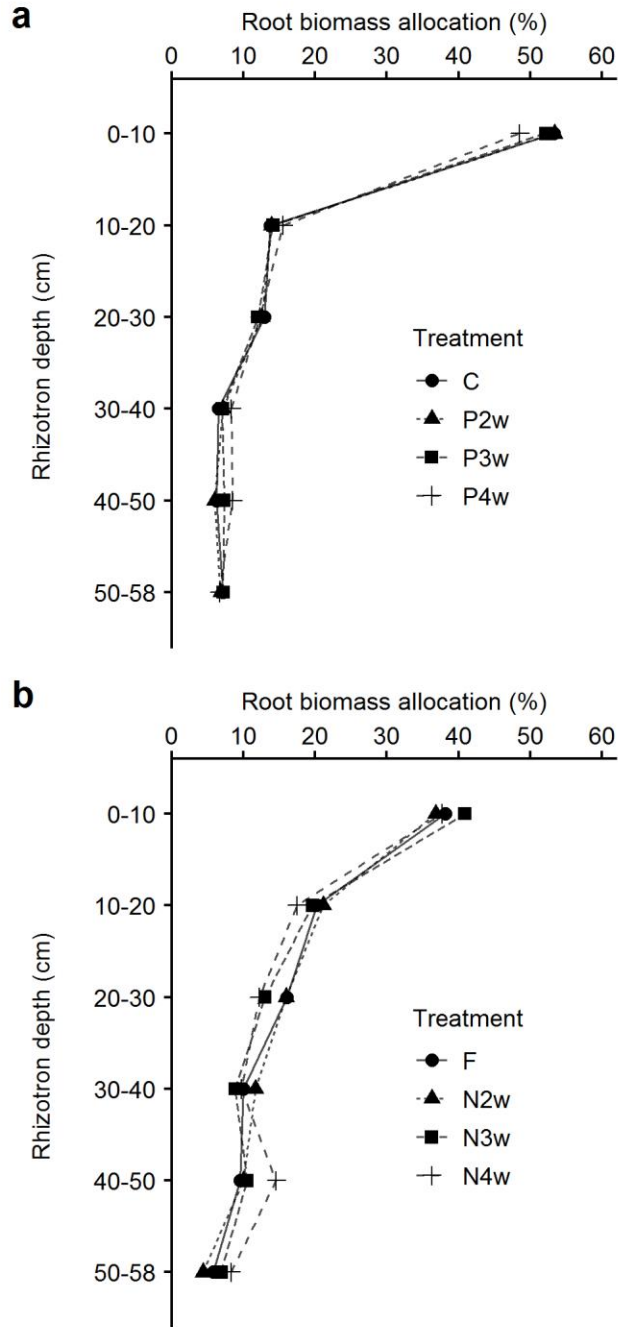 a
Root biomass allocation (%)
0 10 20 30 40 50 60
Rhizotron depth (cm)
0-10
10-20
20-30
30-40
40-50
50-58
Treatment
C
P2w
P3w
P4w
b
Root biomass allocation (%)
0 10 20 30 40 50 60
Rhizotron depth (cm)
0-10
10-20
20-30
30-40
40-50
50-58
Treatment
F
N2w
N3w
N4w